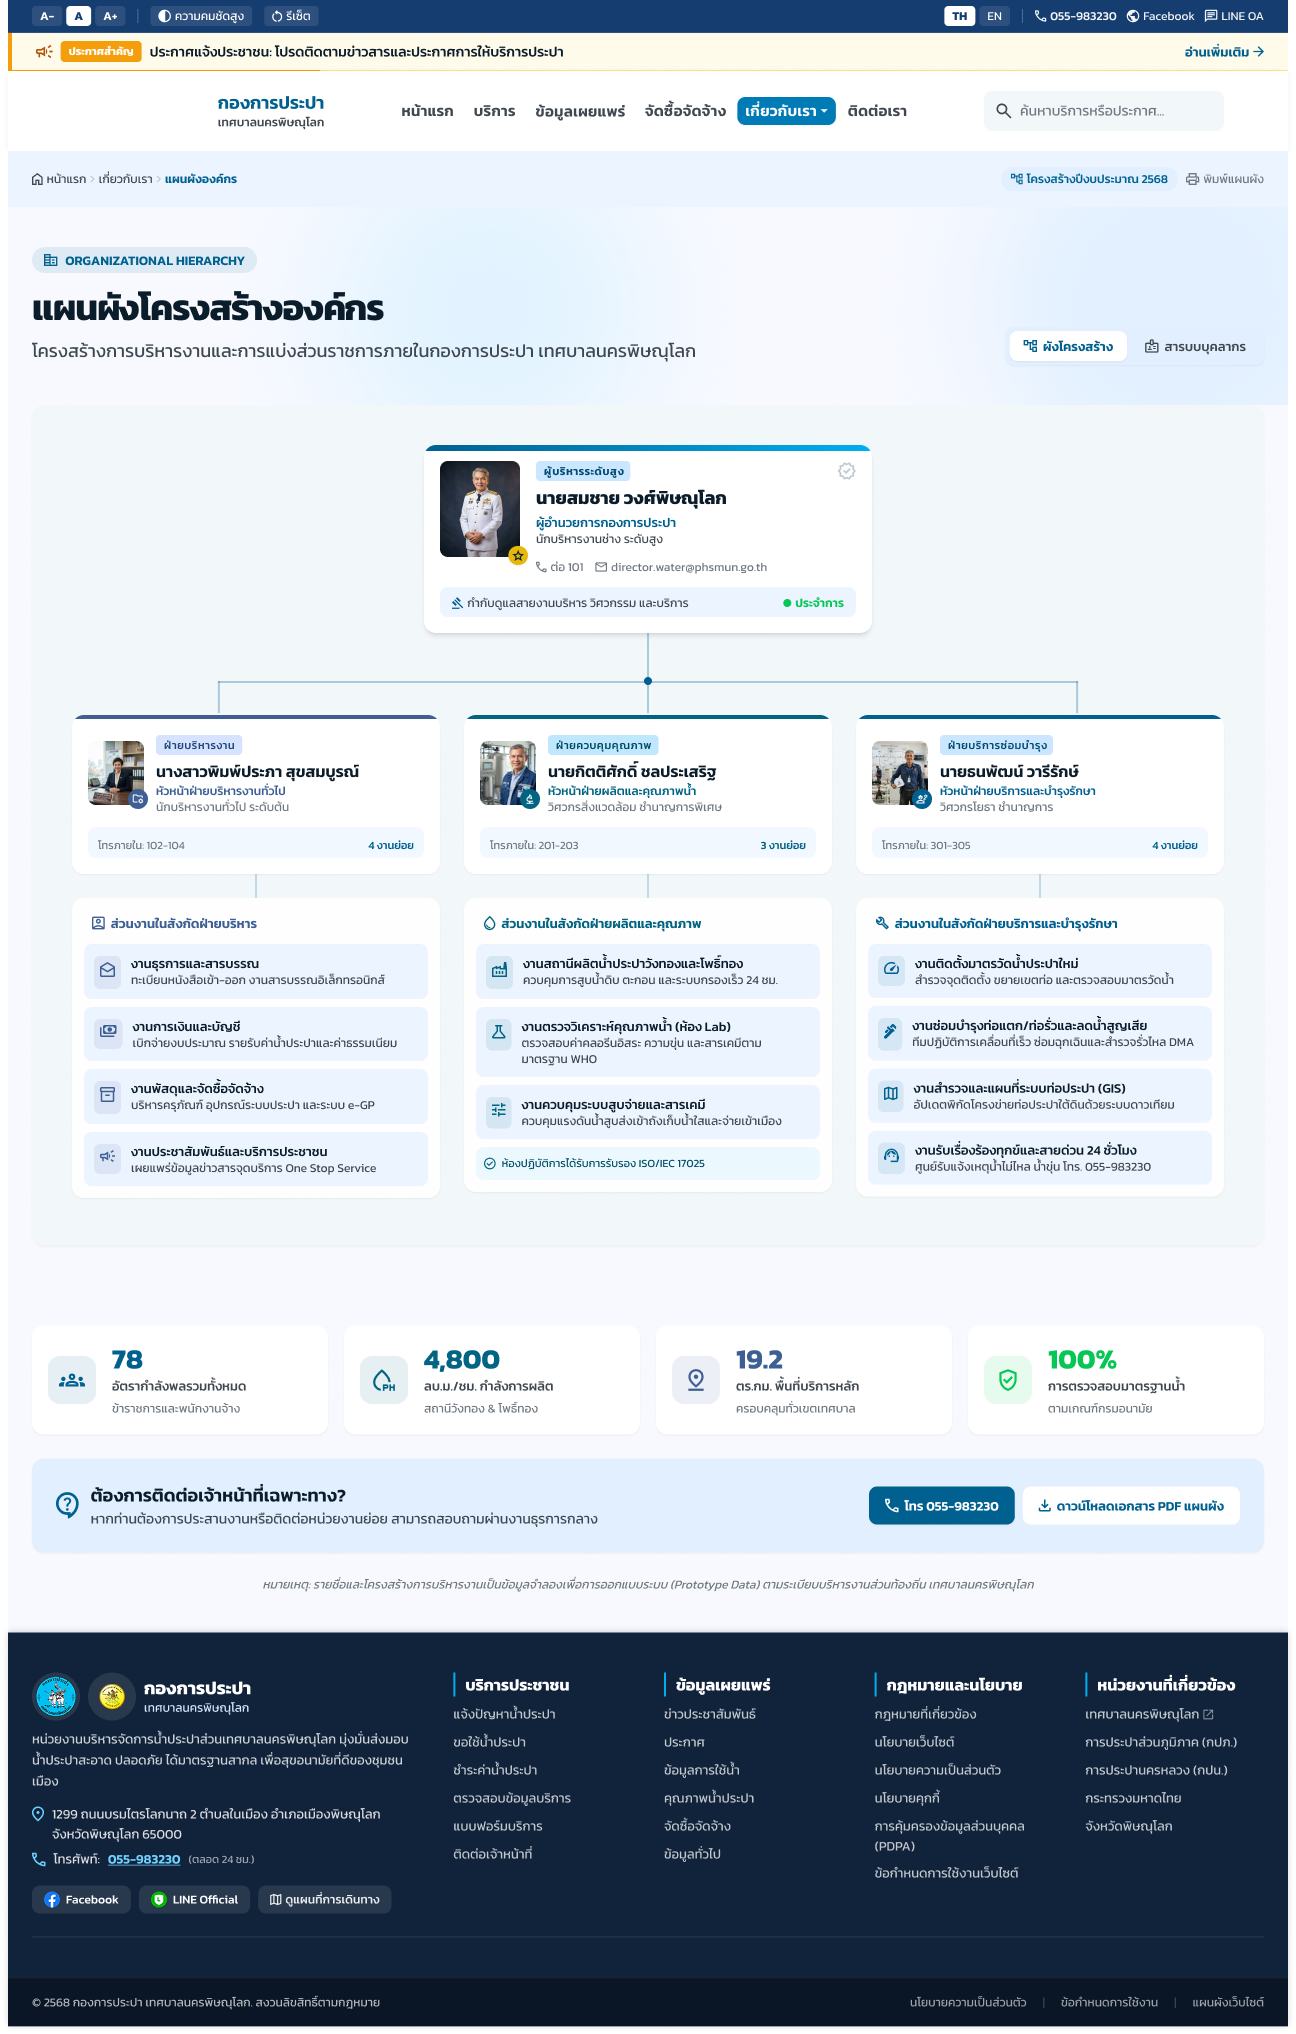 A-
A
A+
ความคมชัดสูง
รีเซ็ต
TH
EN
055-983230
Facebook
LINE OA
ประกาศสำคัญ
ประกาศแจ้งประชาชน: โปรดติดตามข่าวสารและประกาศการให้บริการประปา
อ่านเพิ่มเติม
กองการประปา
เทศบาลนครพิษณุโลก
หน้าแรก
บริการ
ข้อมูลเผยแพร่
จัดซื้อจัดจ้าง
เกี่ยวกับเรา
ติดต่อเรา
ค้นหาบริการหรือประกาศ...
หน้าแรก
เกี่ยวกับเรา
แผนผังองค์กร
โครงสร้างปีงบประมาณ 2568
พิมพ์แผนผัง
ORGANIZATIONAL HIERARCHY
แผนผังโครงสร้างองค์กร
โครงสร้างการบริหารงานและการแบ่งส่วนราชการภายในกองการประปา เทศบาลนครพิษณุโลก
ผังโครงสร้าง
สารบบบุคลากร
ผู้บริหารระดับสูง
นายสมชาย วงศ์พิษณุโลก
ผู้อำนวยการกองการประปา
นักบริหารงานช่าง ระดับสูง
ต่อ 101
director.water@phsmun.go.th
กำกับดูแลสายงานบริหาร วิศวกรรม และบริการ
ประจำการ
ฝ่ายบริหารงาน
นางสาวพิมพ์ประภา สุขสมบูรณ์
หัวหน้าฝ่ายบริหารงานทั่วไป
นักบริหารงานทั่วไป ระดับต้น
โทรภายใน: 102-104
4 งานย่อย
ฝ่ายควบคุมคุณภาพ
นายกิตติศักดิ์ ชลประเสริฐ
หัวหน้าฝ่ายผลิตและคุณภาพน้ำ
วิศวกรสิ่งแวดล้อม ชำนาญการพิเศษ
โทรภายใน: 201-203
3 งานย่อย
ฝ่ายบริการซ่อมบำรุง
นายธนพัฒน์ วารีรักษ์
หัวหน้าฝ่ายบริการและบำรุงรักษา
วิศวกรโยธา ชำนาญการ
โทรภายใน: 301-305
4 งานย่อย
ส่วนงานในสังกัดฝ่ายบริหาร
งานธุรการและสารบรรณ
ทะเบียนหนังสือเข้า-ออก งานสารบรรณอิเล็กทรอนิกส์
งานการเงินและบัญชี
เบิกจ่ายงบประมาณ รายรับค่าน้ำประปาและค่าธรรมเนียม
งานพัสดุและจัดซื้อจัดจ้าง
บริหารครุภัณฑ์ อุปกรณ์ระบบประปา และระบบ e-GP
งานประชาสัมพันธ์และบริการประชาชน
เผยแพร่ข้อมูลข่าวสารจุดบริการ One Stop Service
ส่วนงานในสังกัดฝ่ายผลิตและคุณภาพ
งานสถานีผลิตน้ำประปาวังทองและโพธิ์ทอง
ควบคุมการสูบน้ำดิบ ตะกอน และระบบกรองเร็ว 24 ชม.
งานตรวจวิเคราะห์คุณภาพน้ำ (ห้อง Lab)
ตรวจสอบค่าคลอรีนอิสระ ความขุ่น และสารเคมีตาม
มาตรฐาน WHO
งานควบคุมระบบสูบจ่ายและสารเคมี
ควบคุมแรงดันน้ำสูบส่งเข้าถังเก็บน้ำใสและจ่ายเข้าเมือง
ห้องปฏิบัติการได้รับการรับรอง ISO/IEC 17025
ส่วนงานในสังกัดฝ่ายบริการและบำรุงรักษา
งานติดตั้งมาตรวัดน้ำประปาใหม่
สำรวจจุดติดตั้ง ขยายเขตท่อ และตรวจสอบมาตรวัดน้ำ
งานซ่อมบำรุงท่อแตก/ท่อรั่วและลดน้ำสูญเสีย
ทีมปฏิบัติการเคลื่อนที่เร็ว ซ่อมฉุกเฉินและสำรวจรั่วไหล DMA
งานสำรวจและแผนที่ระบบท่อประปา (GIS)
อัปเดตพิกัดโครงข่ายท่อประปาใต้ดินด้วยระบบดาวเทียม
งานรับเรื่องร้องทุกข์และสายด่วน 24 ชั่วโมง
ศูนย์รับแจ้งเหตุน้ำไม่ไหล น้ำขุ่น โทร. 055-983230
78
อัตรากำลังพลรวมทั้งหมด
ข้าราชการและพนักงานจ้าง
PH
4,800
ลบ.ม./ชม. กำลังการผลิต
สถานีวังทอง & โพธิ์ทอง
19.2
ตร.กม. พื้นที่บริการหลัก
ครอบคลุมทั่วเขตเทศบาล
100%
การตรวจสอบมาตรฐานน้ำ
ตามเกณฑ์กรมอนามัย
ต้องการติดต่อเจ้าหน้าที่เฉพาะทาง?
หากท่านต้องการประสานงานหรือติดต่อหน่วยงานย่อย สามารถสอบถามผ่านงานธุรการกลาง
โทร 055-983230
ดาวน์โหลดเอกสาร PDF แผนผัง
หมายเหตุ: รายชื่อและโครงสร้างการบริหารงานเป็นข้อมูลจำลองเพื่อการออกแบบระบบ (Prototype Data) ตามระเบียบบริหารงานส่วนท้องถิ่น เทศบาลนครพิษณุโลก
กองการประปา
เทศบาลนครพิษณุโลก
หน่วยงานบริหารจัดการน้ำประปาส่วนเทศบาลนครพิษณุโลก มุ่งมั่นส่งมอบ
น้ำประปาสะอาด ปลอดภัย ได้มาตรฐานสากล เพื่อสุขอนามัยที่ดีของชุมชน
เมือง
1299 ถนนบรมไตรโลกนาถ 2 ตำบลในเมือง อำเภอเมืองพิษณุโลก
จังหวัดพิษณุโลก 65000
โทรศัพท์: 055-983230 (ตลอด 24 ชม.)
Facebook
LINE Official
ดูแผนที่การเดินทาง
บริการประชาชน
แจ้งปัญหาน้ำประปา
ขอใช้น้ำประปา
ชำระค่าน้ำประปา
ตรวจสอบข้อมูลบริการ
แบบฟอร์มบริการ
ติดต่อเจ้าหน้าที่
ข้อมูลเผยแพร่
ข่าวประชาสัมพันธ์
ประกาศ
ข้อมูลการใช้น้ำ
คุณภาพน้ำประปา
จัดซื้อจัดจ้าง
ข้อมูลทั่วไป
กฎหมายและนโยบาย
กฎหมายที่เกี่ยวข้อง
นโยบายเว็บไซต์
นโยบายความเป็นส่วนตัว
นโยบายคุกกี้
การคุ้มครองข้อมูลส่วนบุคคล
(PDPA)
ข้อกำหนดการใช้งานเว็บไซต์
หน่วยงานที่เกี่ยวข้อง
เทศบาลนครพิษณุโลก
การประปาส่วนภูมิภาค (กปภ.)
การประปานครหลวง (กปน.)
กระทรวงมหาดไทย
จังหวัดพิษณุโลก
© 2568 กองการประปา เทศบาลนครพิษณุโลก. สงวนลิขสิทธิ์ตามกฎหมาย
นโยบายความเป็นส่วนตัว
|
ข้อกำหนดการใช้งาน
|
แผนผังเว็บไซต์